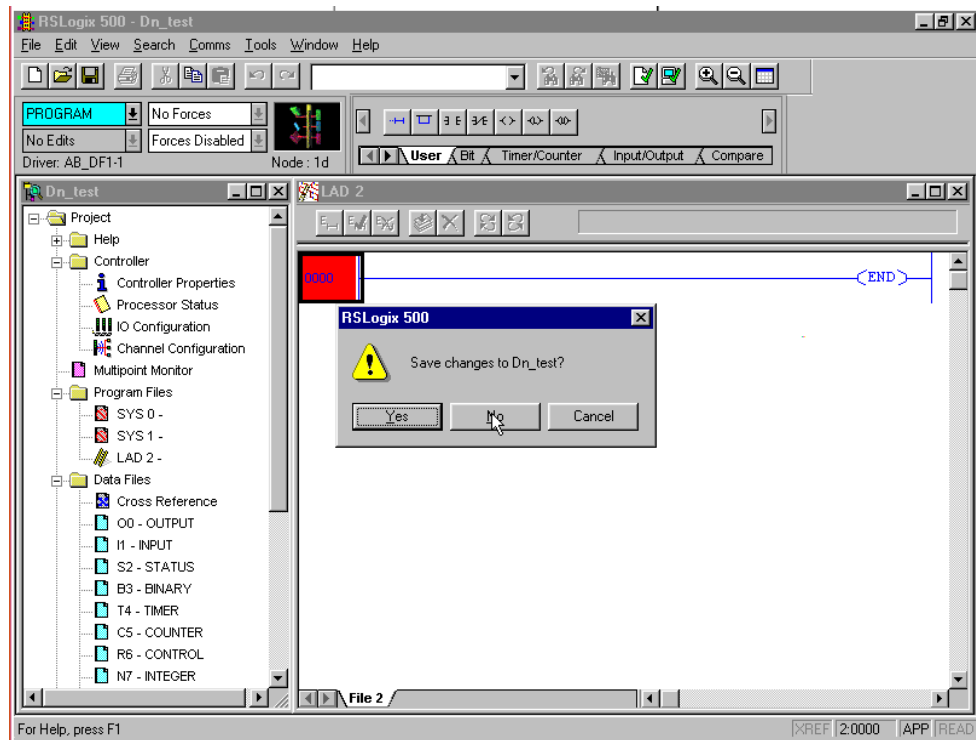 RSLogix 500 - Dn_test
File Edit View Search Comms Tools Window Help
PROGRAM No Forces
No Edits Forces Disabled
Driver: AB_DF1-1 Node : 1d
User Bit Timer/Counter Input/Output Compare
Dn_test
Project
Help
Controller
Controller Properties
Processor Status
IO Configuration
Channel Configuration
Multipoint Monitor
Program Files
SYS 0 -
SYS 1 -
LAD 2 -
Data Files
Cross Reference
O0 - OUTPUT
I1 - INPUT
S2 - STATUS
B3 - BINARY
T4 - TIMER
C5 - COUNTER
R6 - CONTROL
N7 - INTEGER
LAD 2
0000
END
RSLogix 500
Save changes to Dn_test?
Yes No Cancel
File 2
For Help, press F1
XREF 2:0000 APP READ